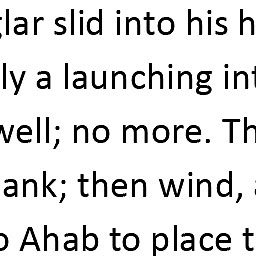 glar slid into his h
ly a launching int
well; no more. Th
ank; then wind, a
o Ahab to place t